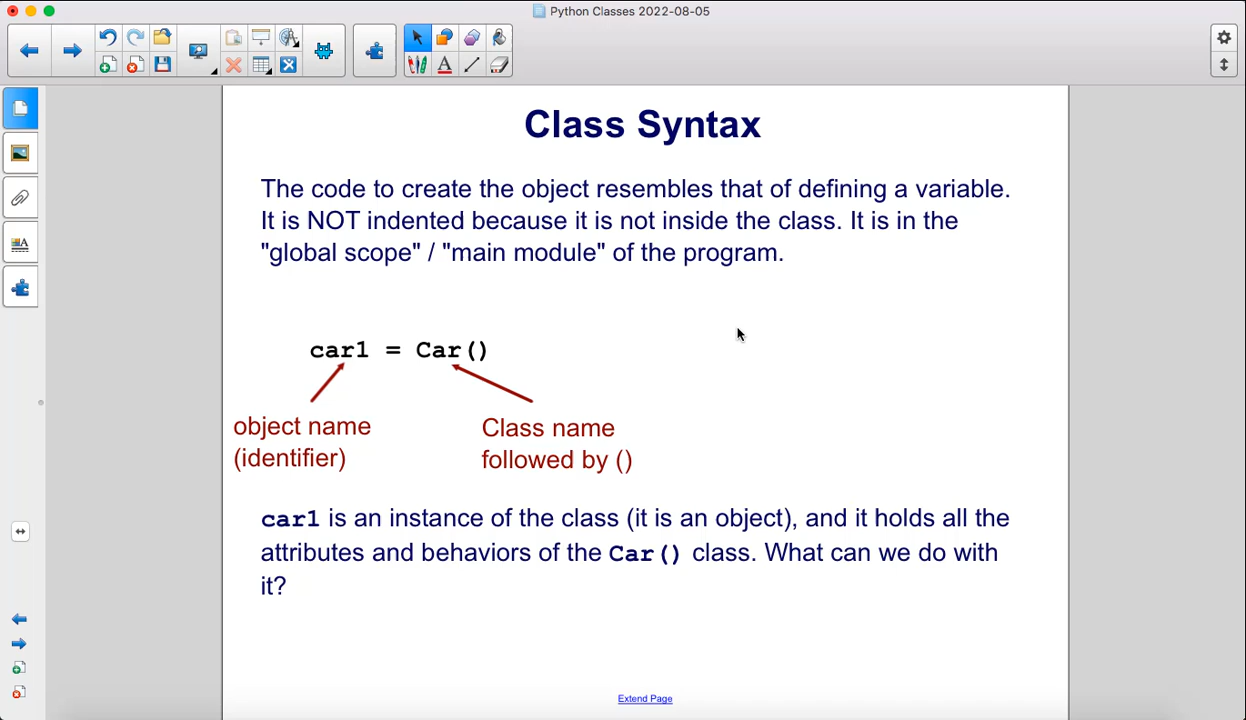 Python Classes 2022-08-05
Class Syntax
The code to create the object resembles that of defining a variable.
It is NOT indented because it is not inside the class. It is in the
"global scope" / "main module" of the program.
car1 = Car()
object name
(identifier)
Class name
followed by ()
car1 is an instance of the class (it is an object), and it holds all the
attributes and behaviors of the Car() class. What can we do with
it?
Extend Page